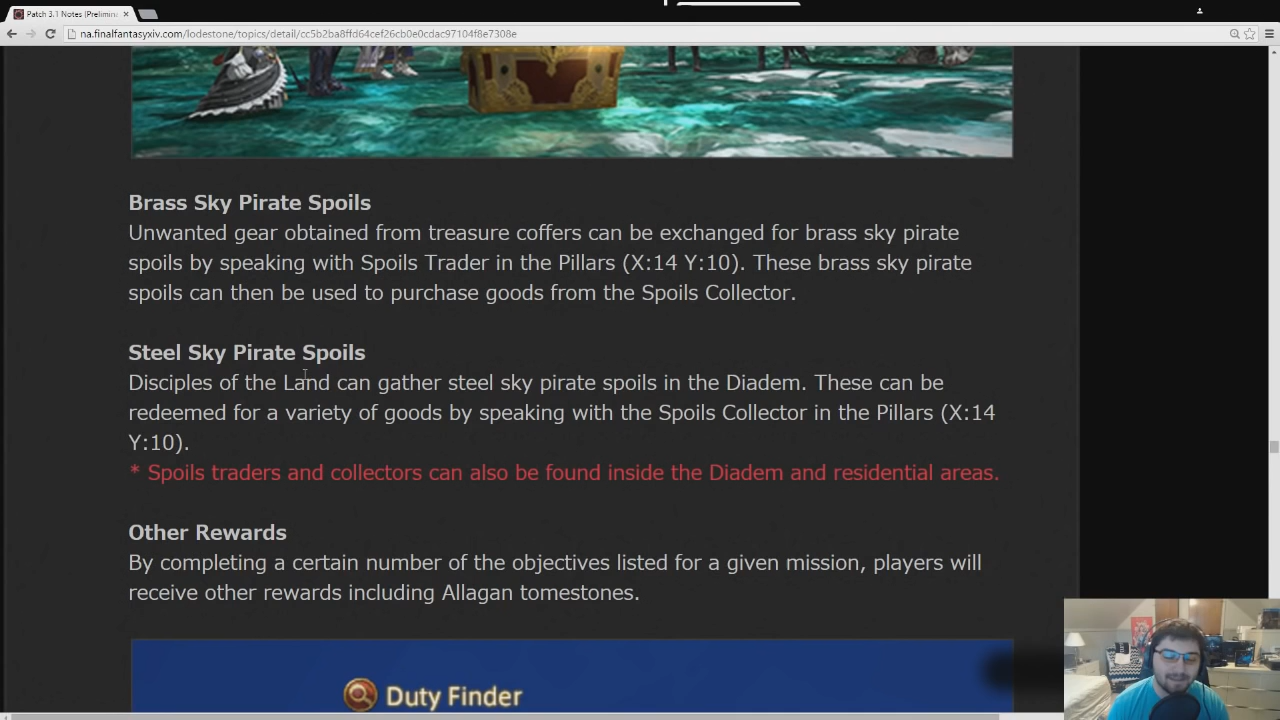 Patch 3.1 Notes (Prelimina
na.finalfantasyxiv.com/lodestone/topics/detail/cc5b2ba8ffd64cef26cb0e0cdac97104f8e7308e
Brass Sky Pirate Spoils
Unwanted gear obtained from treasure coffers can be exchanged for brass sky pirate
spoils by speaking with Spoils Trader in the Pillars (X:14 Y:10). These brass sky pirate
spoils can then be used to purchase goods from the Spoils Collector.
Steel Sky Pirate Spoils
Disciples of the Land can gather steel sky pirate spoils in the Diadem. These can be
redeemed for a variety of goods by speaking with the Spoils Collector in the Pillars (X:14
Y:10).
* Spoils traders and collectors can also be found inside the Diadem and residential areas.
Other Rewards
By completing a certain number of the objectives listed for a given mission, players will
receive other rewards including Allagan tomestones.
Duty Finder